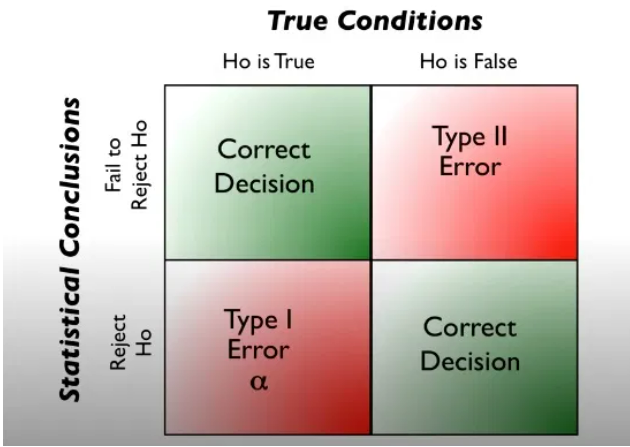 True Conditions
Ho is True
Ho is False
Statistical Conclusions
Fail to
Reject Ho
Correct
Decision
Type II
Error
Reject
Ho
Type I
Error
α
Correct
Decision